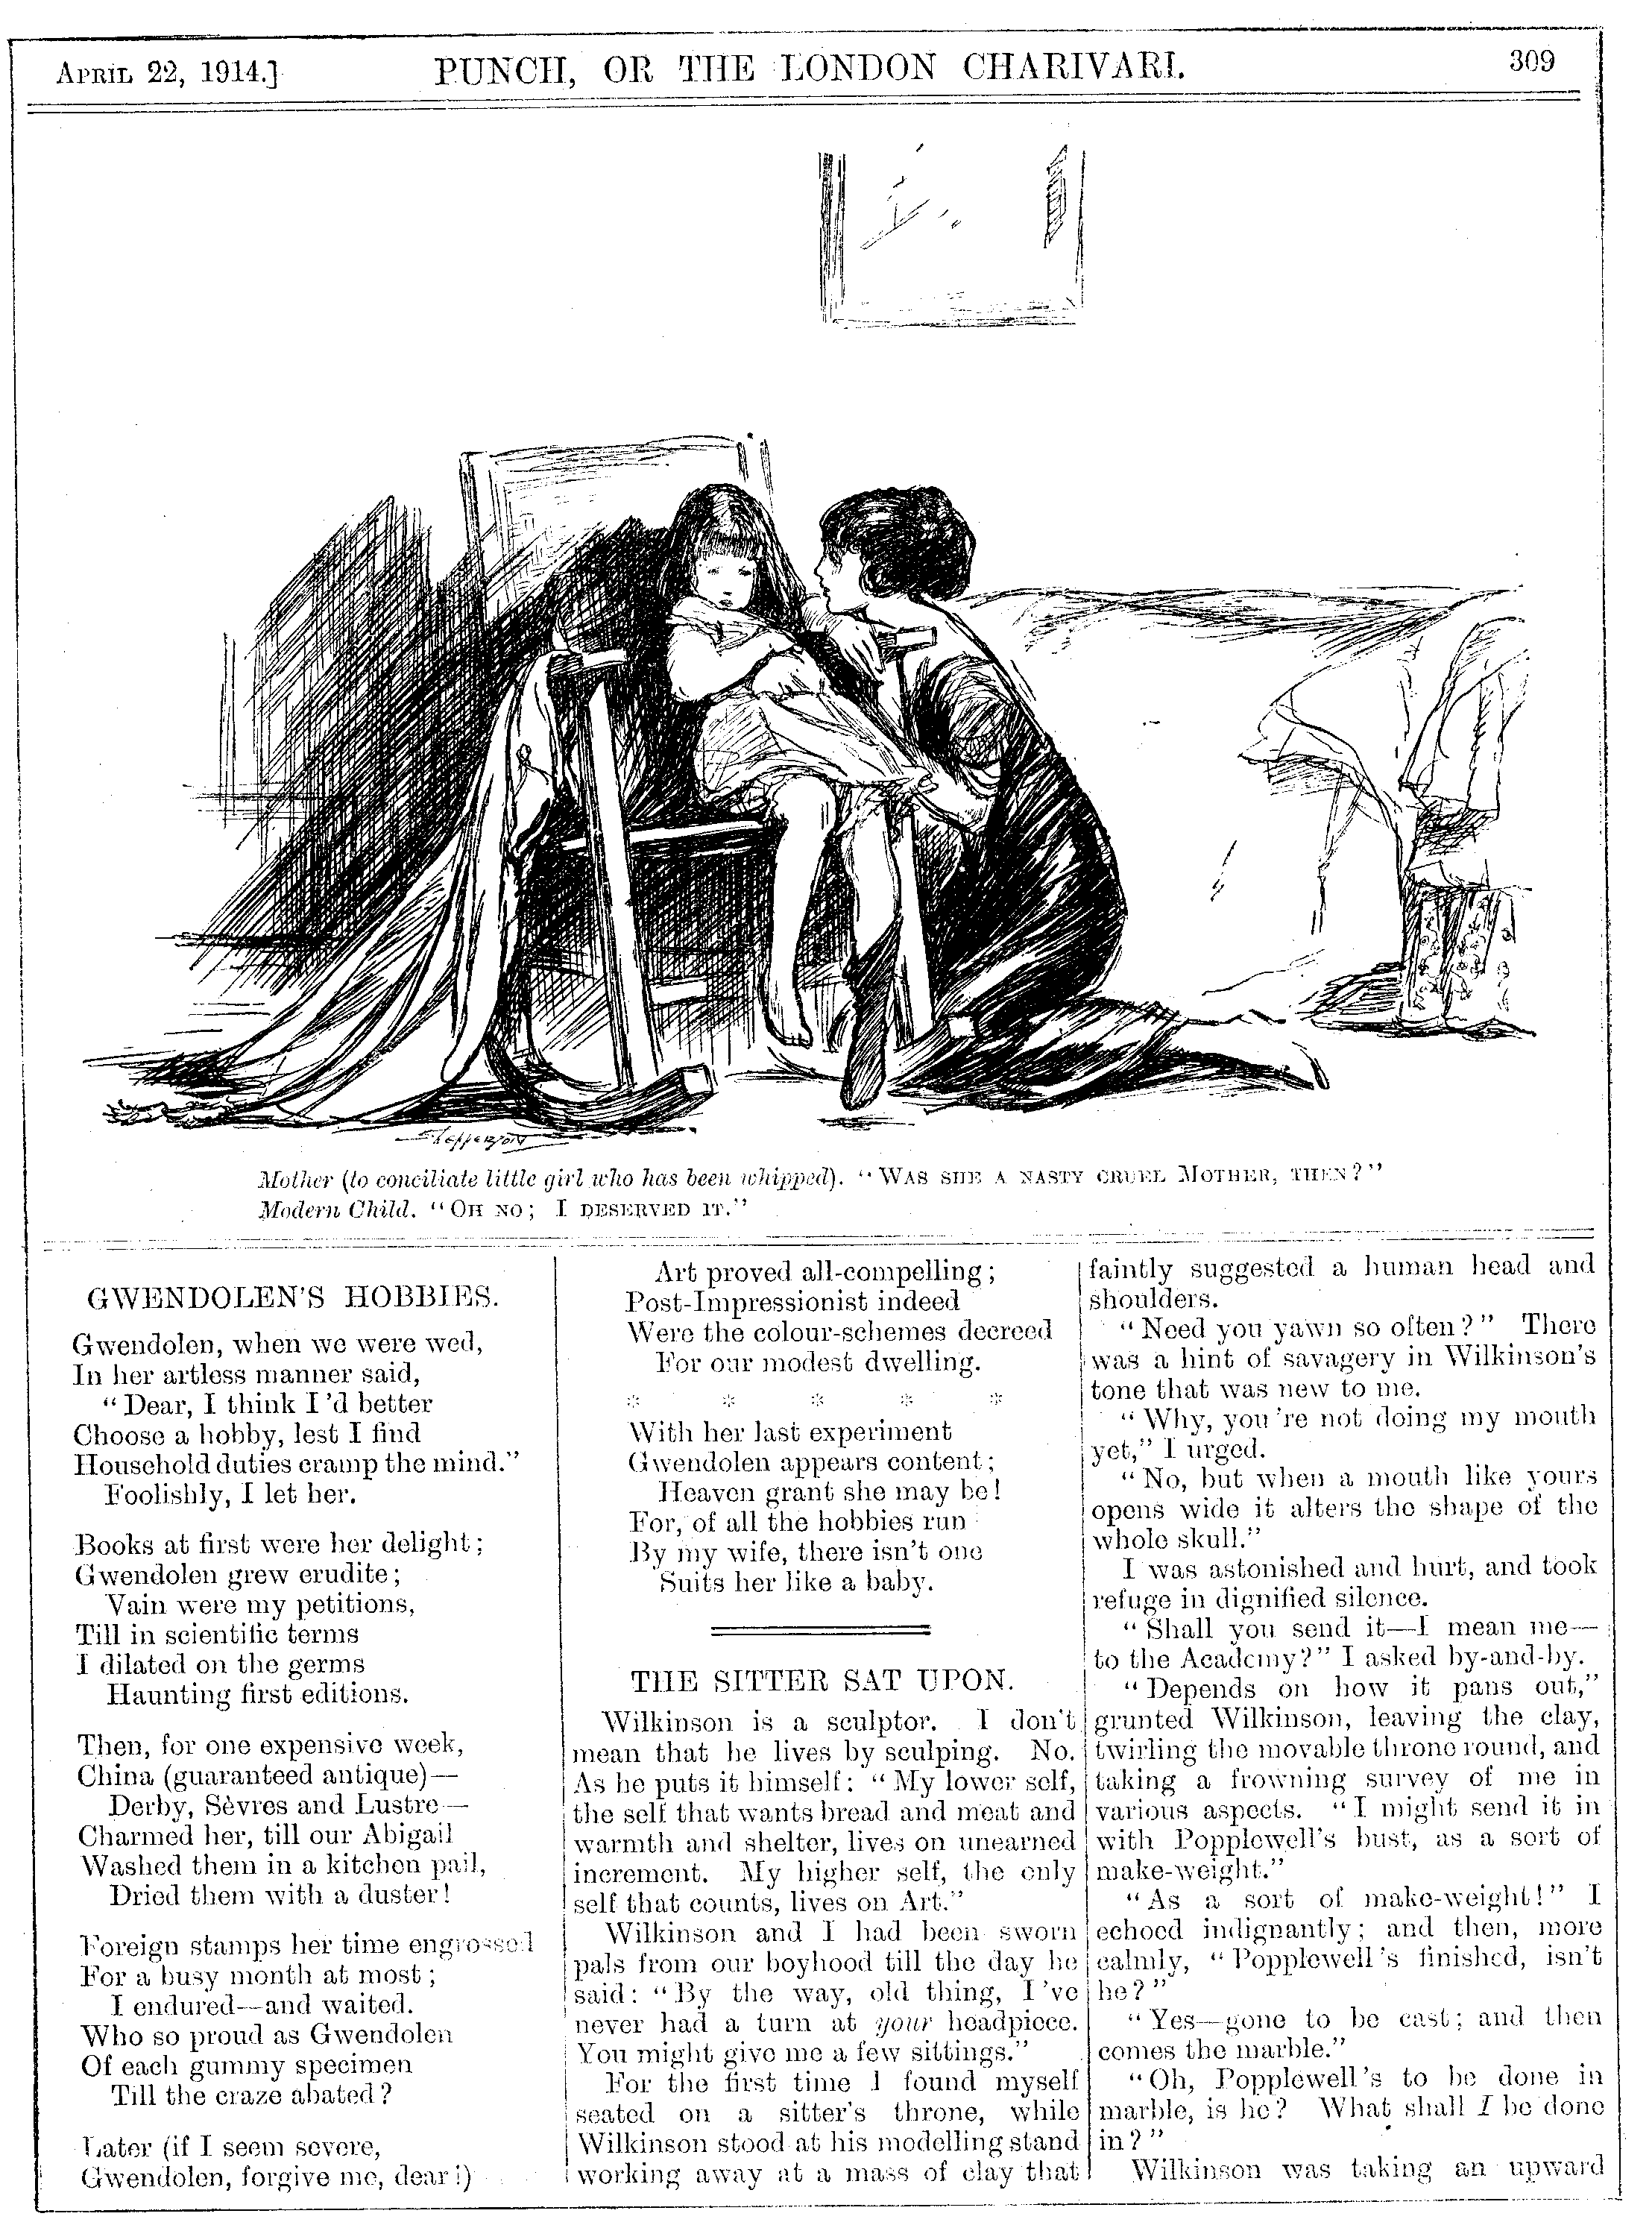 APRIL 22, 1914.]
PUNCH, OR THE LONDON CHARIVARI.
309
Shepperson
Mother (to conciliate little girl who has been whipped). "WAS SHE A NASTY CRUEL MOTHER, THEN?"
Modern Child. "OH NO; I DESERVED IT."
GWENDOLEN'S HOBBIES.
Gwendolen, when we were wed,
In her artless manner said,
"Dear, I think I'd better
Choose a hobby, lest I find
Household duties cramp the mind."
Foolishly, I let her.
Books at first were her delight;
Gwendolen grew erudite;
Vain were my petitions,
Till in scientific terms
I dilated on the germs
Haunting first editions.
Then, for one expensive week,
China (guaranteed antique)—
Derby, Sèvres and Lustre—
Charmed her, till our Abigail
Washed them in a kitchen pail,
Dried them with a duster!
Foreign stamps her time engrossed
For a busy month at most;
I endured—and waited.
Who so proud as Gwendolen
Of each gummy specimen
Till the craze abated?
Later (if I seem severe,
Gwendolen, forgive me, dear!)
Art proved all-compelling;
Post-Impressionist indeed
Were the colour-schemes decreed
For our modest dwelling.
* * * * *
With her last experiment
Gwendolen appears content;
Heaven grant she may be!
For, of all the hobbies run
By my wife, there isn't one
Suits her like a baby.
THE SITTER SAT UPON.
Wilkinson is a sculptor. I don't
mean that he lives by sculping. No.
As he puts it himself: "My lower self,
the self that wants bread and meat and
warmth and shelter, lives on unearned
increment. My higher self, the only
self that counts, lives on Art."
Wilkinson and I had been sworn
pals from our boyhood till the day he
said: "By the way, old thing, I've
never had a turn at your headpiece.
You might give me a few sittings."
For the first time I found myself
seated on a sitter's throne, while
Wilkinson stood at his modelling stand
working away at a mass of clay that
faintly suggested a human head and
shoulders.
"Need you yawn so often?" There
was a hint of savagery in Wilkinson's
tone that was new to me.
"Why, you're not doing my mouth
yet," I urged.
"No, but when a mouth like yours
opens wide it alters the shape of the
whole skull."
I was astonished and hurt, and took
refuge in dignified silence.
"Shall you send it—I mean me—
to the Academy?" I asked by-and-by.
"Depends on how it pans out,"
grunted Wilkinson, leaving the clay,
twirling the movable throne round, and
taking a frowning survey of me in
various aspects. "I might send it in
with Popplewell's bust, as a sort of
make-weight."
"As a sort of make-weight!" I
echoed indignantly; and then, more
calmly, "Popplewell's finished, isn't
he?"
"Yes—gone to be cast; and then
comes the marble."
"Oh, Popplewell's to be done in
marble, is he? What shall I be done
in?"
Wilkinson was taking an upward